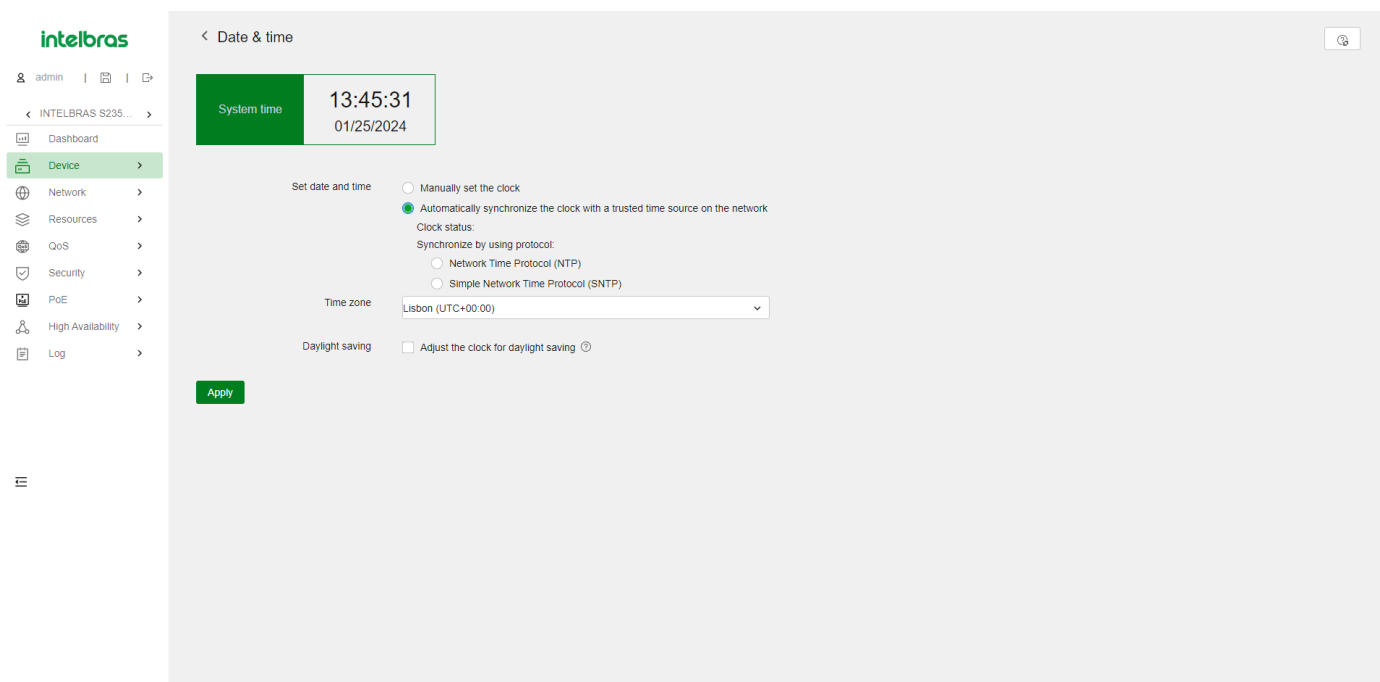 intelbras
admin | |
INTELBRAS S235...
Dashboard
Device
Network
Resources
QoS
Security
PoE
High Availability
Log
Date & time
System time
13:45:31
01/25/2024
Set date and time
Manually set the clock
Automatically synchronize the clock with a trusted time source on the network
Clock status:
Synchronize by using protocol:
Network Time Protocol (NTP)
Simple Network Time Protocol (SNTP)
Time zone
Lisbon (UTC+00:00)
Daylight saving
Adjust the clock for daylight saving
Apply